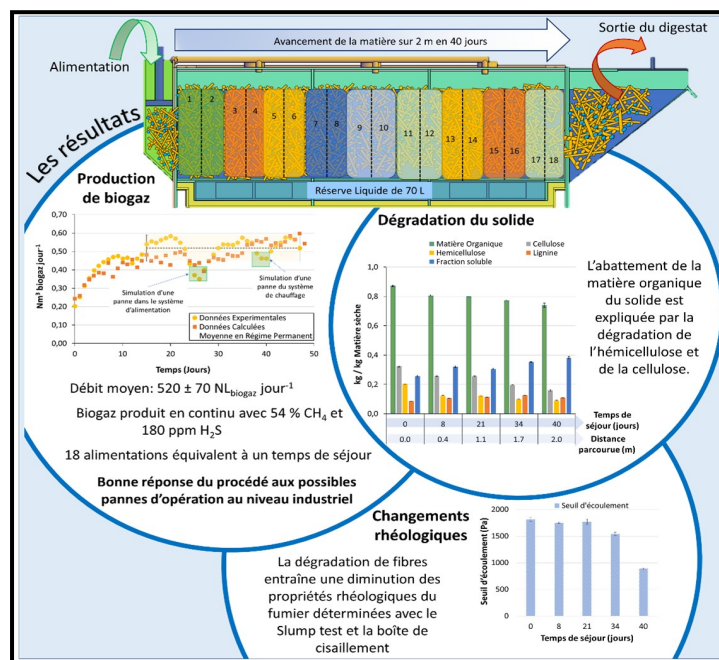 Avancement de la matière sur 2 m en 40 jours
Sortie du digestat
Alimentation
1 2 3 4 5 6 7 8 9 10 11 12 13 14 15 16 17 18
Réserve Liquide de 70 L
Les résultats
Production
de biogaz
Nm³ biogaz jour⁻¹
0,70
0,60
0,50
0,40
0,30
0,20
0,10
0,00
Simulation d'une
panne dans le système
d'alimentation
Simulation d'une
panne du système
de chauffage
Données Experimentales
Données Calculées
Moyenne en Régime Permanent
0 10 20 30 40 50
Temps (Jours)
Débit moyen: 520 ± 70 NLbiogaz jour⁻¹
Biogaz produit en continu avec 54 % CH₄ et
180 ppm H₂S
18 alimentations équivalent à un temps de séjour
Bonne réponse du procédé aux possibles
pannes d'opération au niveau industriel
Dégradation du solide
Matière Organique
Cellulose
Hemicellulose
Lignine
Fraction soluble
kg / kg Matière sèche
1,0
0,8
0,6
0,4
0,2
0,0
0 8 21 34 40
Temps de
séjour (jours)
0.0 0.4 1.1 1.7 2.0
Distance
parcourue (m)
L'abattement de la
matière organique
du solide est
expliquée par la
dégradation de
l'hémicellulose et
de la cellulose.
Changements
rhéologiques
La dégradation de fibres
entraîne une diminution des
propriétés rhéologiques du
fumier déterminées avec le
Slump test et la boîte de
cisaillement
Seuil d'écoulement
Seuil d'écoulement (Pa)
2000
1500
1000
500
0
0 8 21 34 40
Temps de séjour (jours)